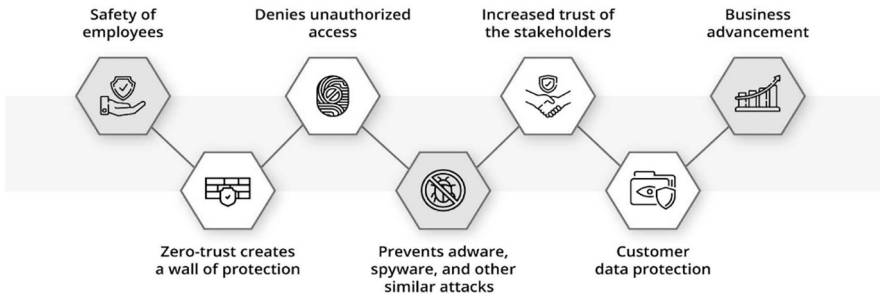 Safety of
employees
Denies unauthorized
access
Increased trust of
the stakeholders
Business
advancement
Zero-trust creates
a wall of protection
Prevents adware,
spyware, and other
similar attacks
Customer
data protection